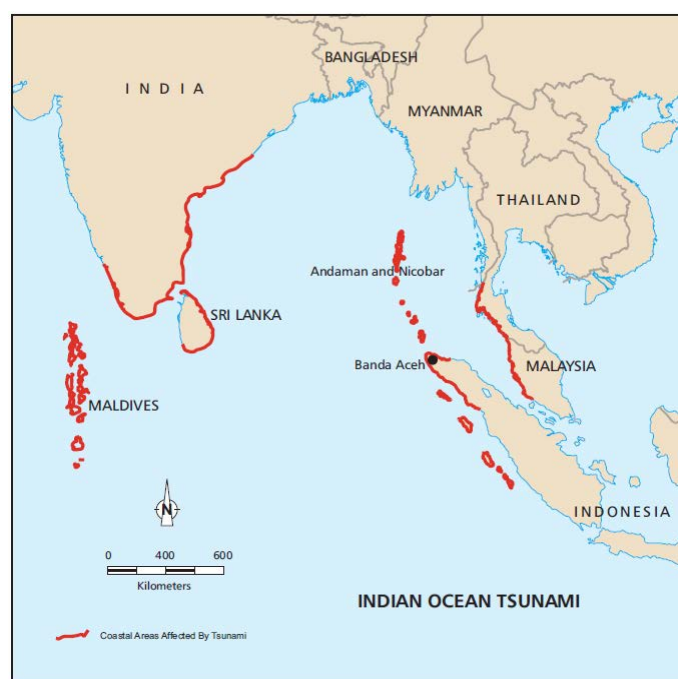 BANGLADESH
INDIA
MYANMAR
THAILAND
Andaman and Nicobar
SRI LANKA
Banda Aceh
MALAYSIA
MALDIVES
N
INDONESIA
0 400 600
Kilometers
INDIAN OCEAN TSUNAMI
Coastal Areas Affected By Tsunami